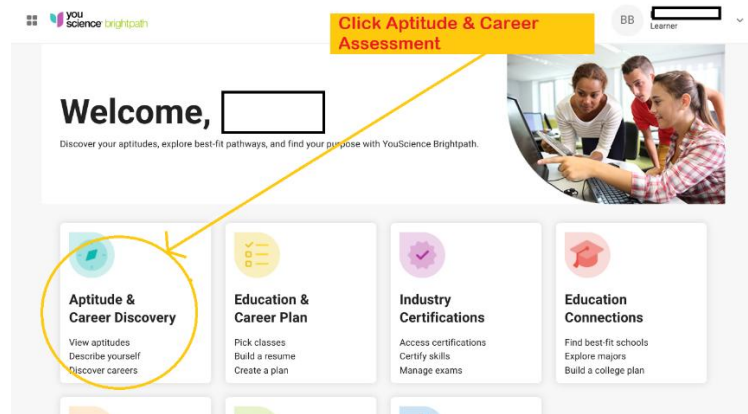 you
science brightpath
Click Aptitude & Career
Assessment
BB
Learner
Welcome,
Discover your aptitudes, explore best-fit pathways, and find your purpose with YouScience Brightpath.
Aptitude &
Career Discovery
View aptitudes
Describe yourself
Discover careers
Education &
Career Plan
Pick classes
Build a resume
Create a plan
Industry
Certifications
Access certifications
Certify skills
Manage exams
Education
Connections
Find best-fit schools
Explore majors
Build a college plan